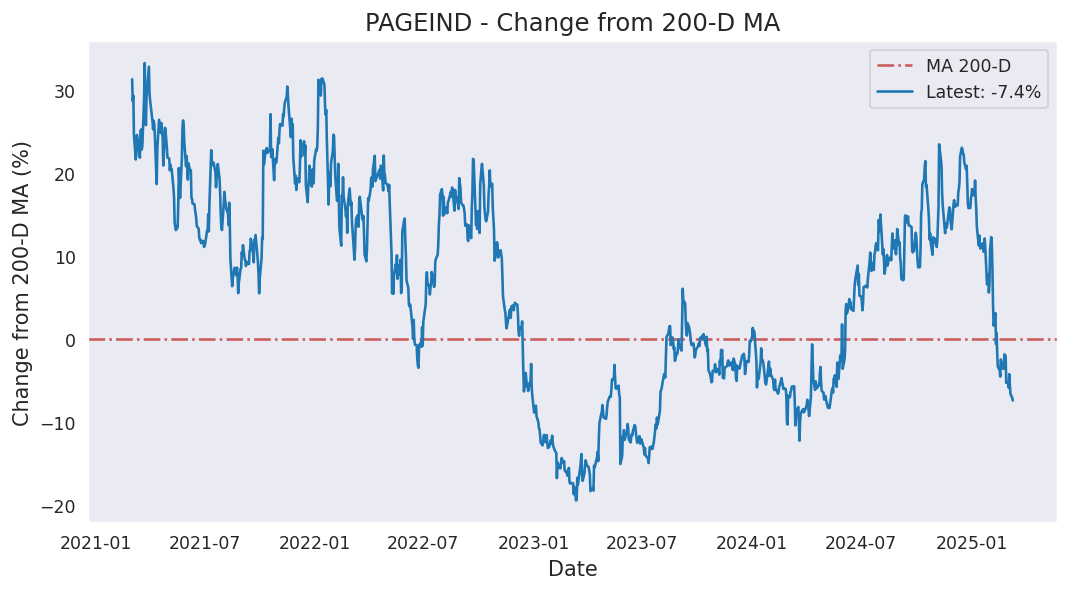 PAGEIND - Change from 200-D MA
MA 200-D
Latest: -7.4%
Change from 200-D MA (%)
30
20
10
0
−10
−20
2021-01 2021-07 2022-01 2022-07 2023-01 2023-07 2024-01 2024-07 2025-01
Date